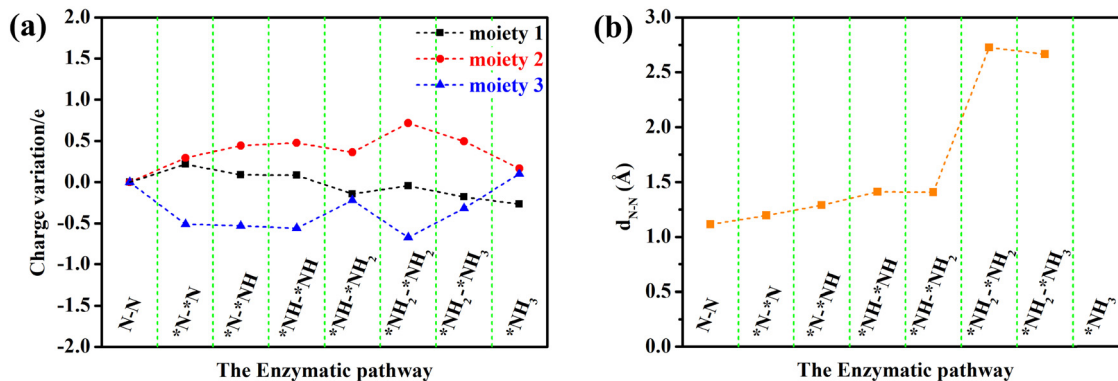 (a)
moiety 1
moiety 2
moiety 3
Charge variation/e
2.0
1.5
1.0
0.5
0.0
-0.5
-1.0
-1.5
-2.0
N-N
*N-*N
*N-*NH
*NH-*NH
*NH-*NH₂
*NH₂-*NH₂
*NH₂-*NH₃
*NH₃
The Enzymatic pathway
(b)
d_N-N (Å)
3.0
2.5
2.0
1.5
1.0
0.5
0.0
N-N
*N-*N
*N-*NH
*NH-*NH
*NH-*NH₂
*NH₂-*NH₂
*NH₂-*NH₃
*NH₃
The Enzymatic pathway